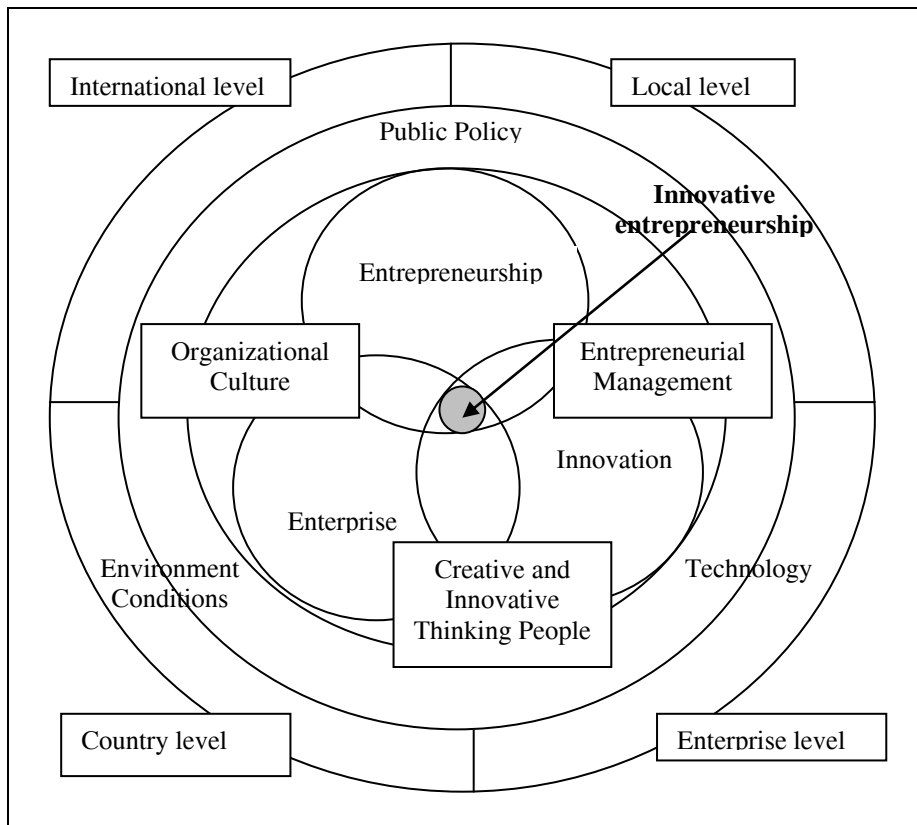 International level
Local level
Public Policy
Innovative
entrepreneurship
Entrepreneurship
Organizational
Culture
Entrepreneurial
Management
Innovation
Enterprise
Environment
Conditions
Creative and
Innovative
Thinking People
Technology
Country level
Enterprise level